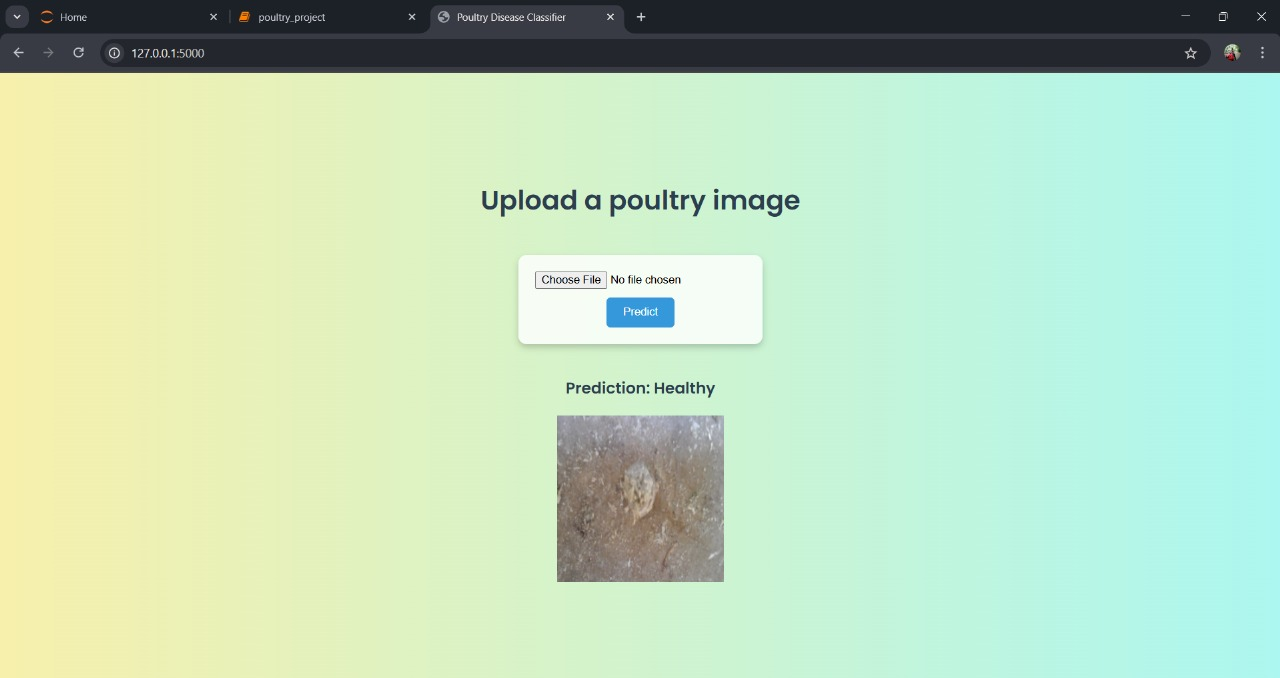 Home
poultry_project
Poultry Disease Classifier
127.0.0.1:5000
Upload a poultry image
Choose File No file chosen
Predict
Prediction: Healthy